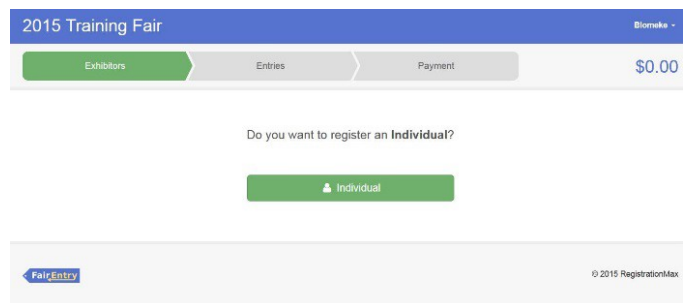 2015 Training Fair
Blomeke
Exhibitors
Entries
Payment
$0.00
Do you want to register an Individual?
Individual
FairEntry
© 2015 RegistrationMax